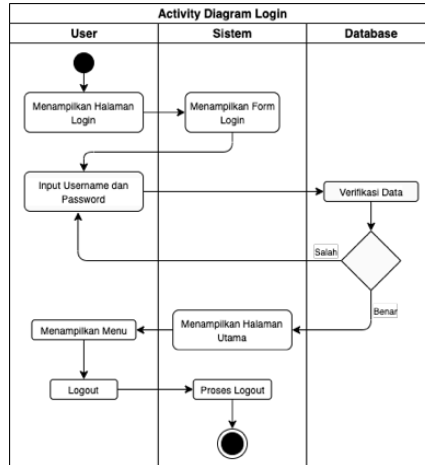 Activity Diagram Login
User
Sistem
Database
Menampilkan Halaman
Login
Menampilkan Form
Login
Input Username dan
Password
Verifikasi Data
Salah
Benar
Menampilkan Halaman
Utama
Menampilkan Menu
Logout
Proses Logout